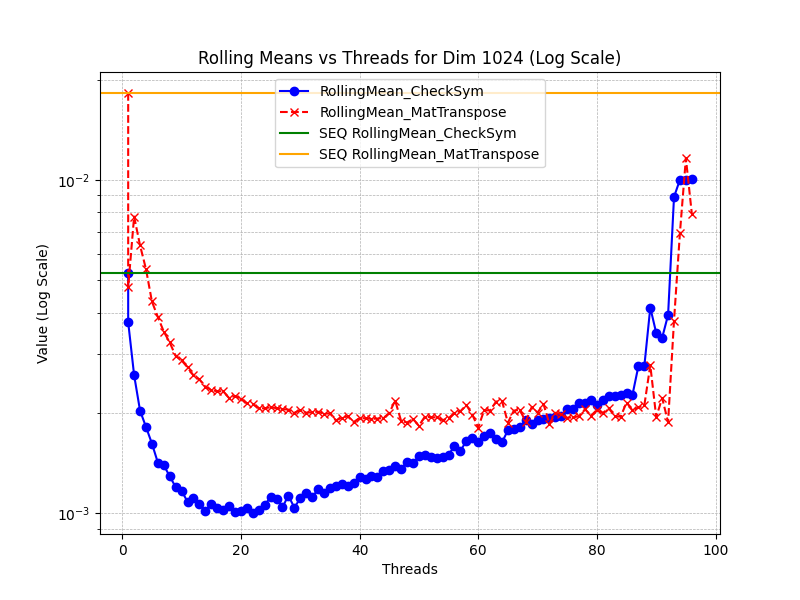 Rolling Means vs Threads for Dim 1024 (Log Scale)
RollingMean_CheckSym
RollingMean_MatTranspose
SEQ RollingMean_CheckSym
SEQ RollingMean_MatTranspose
Value (Log Scale)
10⁻²
10⁻³
0 20 40 60 80 100
Threads